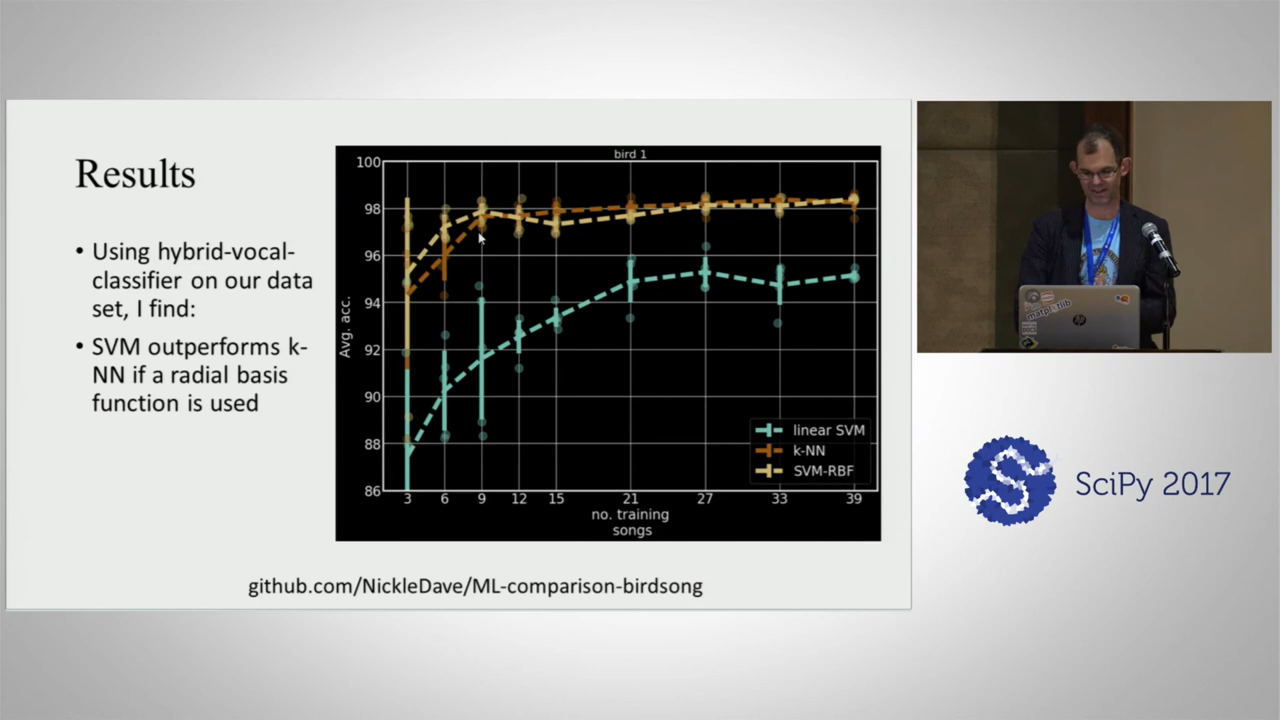 Results
• Using hybrid-vocal-
classifier on our data
set, I find:
• SVM outperforms k-
NN if a radial basis
function is used
bird 1
100
98
96
94
92
90
88
86
Avg. acc.
3 6 9 12 15 21 27 33 39
no. training
songs
linear SVM
k-NN
SVM-RBF
github.com/NickleDave/ML-comparison-birdsong
matplotlib
hp
SciPy 2017